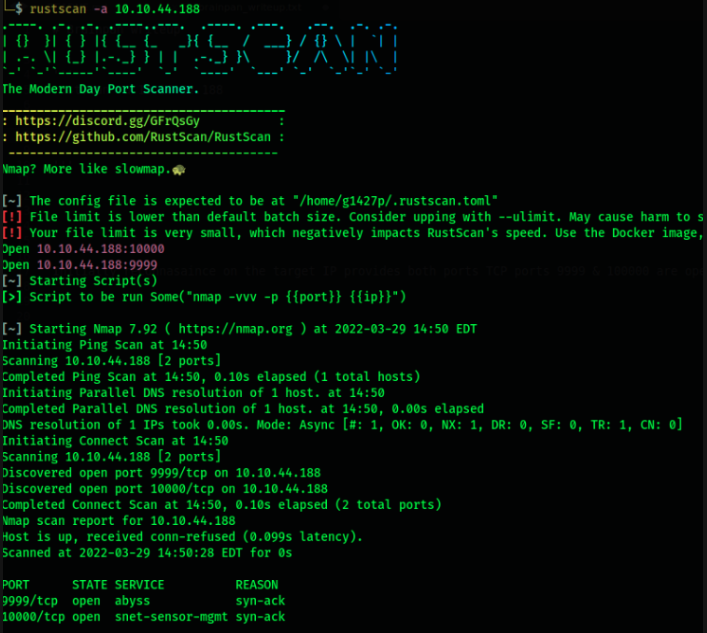 └─$ rustscan -a 10.10.44.188
.----. .-. .-. .----..---.  .----. .---.   .--.  .-. .-.
| {}  }| { } |{ {__ {_   _}{ {__  /  ___} / {} \ |  `| |
| .-. \| {_} |.-._} } | |  .-._} }\     }/  /\  \| |\  |
`-' `-'`-----'`----'  `-'  `----'  `---' `-'  `-'`-' `-'
The Modern Day Port Scanner.
________________________________________
: https://discord.gg/GFrQsGy           :
: https://github.com/RustScan/RustScan :
 --------------------------------------
Nmap? More like slowmap.🐢
[~] The config file is expected to be at "/home/g1427p/.rustscan.toml"
[!] File limit is lower than default batch size. Consider upping with --ulimit. May cause harm to s
[!] Your file limit is very small, which negatively impacts RustScan's speed. Use the Docker image,
Open 10.10.44.188:10000
Open 10.10.44.188:9999
[~] Starting Script(s)
[>] Script to be run Some("nmap -vvv -p {{port}} {{ip}}")
[~] Starting Nmap 7.92 ( https://nmap.org ) at 2022-03-29 14:50 EDT
Initiating Ping Scan at 14:50
Scanning 10.10.44.188 [2 ports]
Completed Ping Scan at 14:50, 0.10s elapsed (1 total hosts)
Initiating Parallel DNS resolution of 1 host. at 14:50
Completed Parallel DNS resolution of 1 host. at 14:50, 0.00s elapsed
DNS resolution of 1 IPs took 0.00s. Mode: Async [#: 1, OK: 0, NX: 1, DR: 0, SF: 0, TR: 1, CN: 0]
Initiating Connect Scan at 14:50
Scanning 10.10.44.188 [2 ports]
Discovered open port 9999/tcp on 10.10.44.188
Discovered open port 10000/tcp on 10.10.44.188
Completed Connect Scan at 14:50, 0.10s elapsed (2 total ports)
Nmap scan report for 10.10.44.188
Host is up, received conn-refused (0.099s latency).
Scanned at 2022-03-29 14:50:28 EDT for 0s
PORT      STATE SERVICE          REASON
9999/tcp  open  abyss            syn-ack
10000/tcp open  snet-sensor-mgmt syn-ack